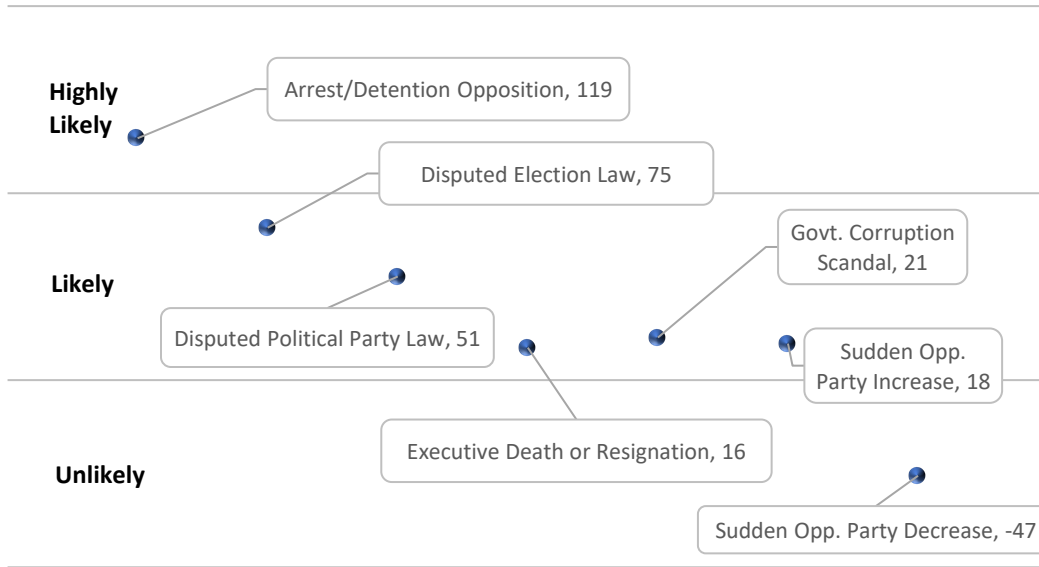 Highly
Likely
Arrest/Detention Opposition, 119
Disputed Election Law, 75
Govt. Corruption
Scandal, 21
Likely
Disputed Political Party Law, 51
Sudden Opp.
Party Increase, 18
Executive Death or Resignation, 16
Unlikely
Sudden Opp. Party Decrease, -47